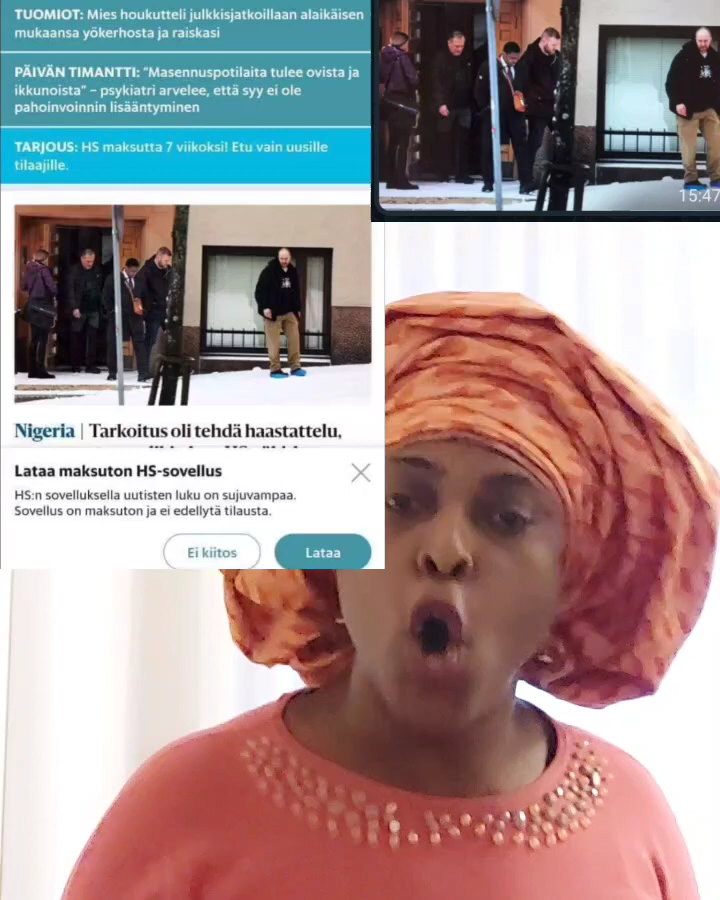 TUOMIOT: Mies houkutteli julkkisjatkoillaan alaikäisen
mukaansa yökerhosta ja raiskasi
PÄIVÄN TIMANTTI: ”Masennuspotilaita tulee ovista ja
ikkunoista” – psykiatri arvelee, että syy ei ole
pahoinvoinnin lisääntyminen
TARJOUS: HS maksutta 7 viikoksi! Etu vain uusille
tilaajille.
15:47
Nigeria | Tarkoitus oli tehdä haastattelu,
Lataa maksuton HS-sovellus
HS:n sovelluksella uutisten luku on sujuvampaa.
Sovellus on maksuton ja ei edellytä tilausta.
Ei kiitos
Lataa